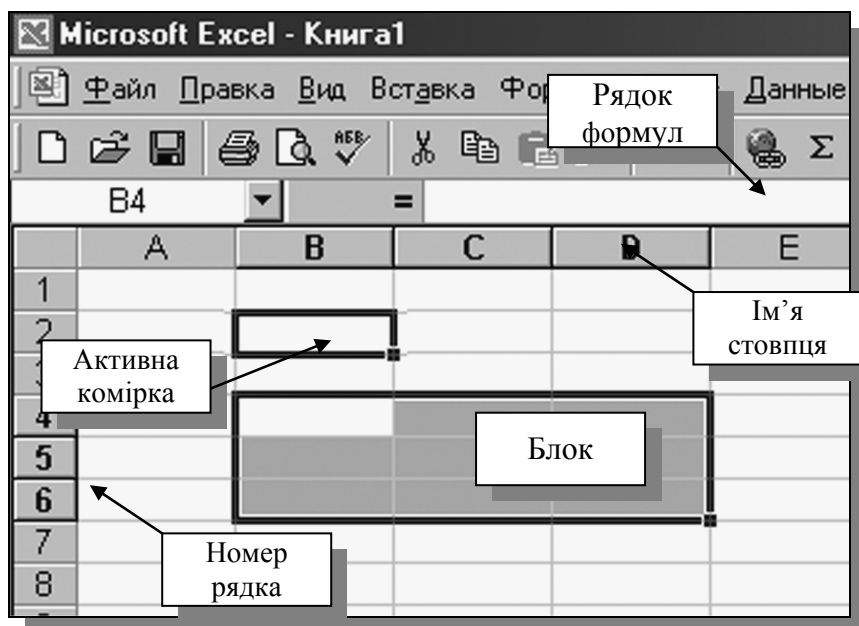 Microsoft Excel - Книга1
Файл Правка Вид Вставка Фор Данные
Рядок
формул
АБВ Σ
B4 =
A B C D E
1
2
Ім’я
стовпця
Активна
комірка
4
Блок
5
6
7
Номер
рядка
8